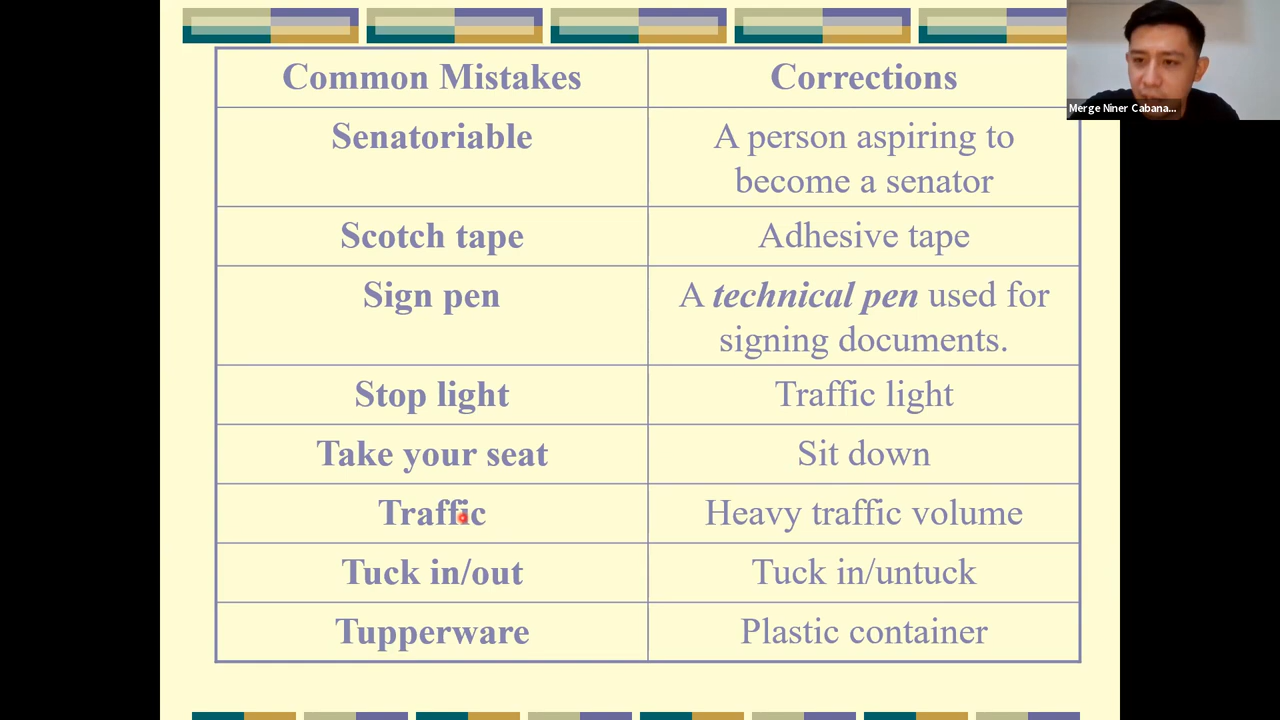 Common Mistakes
Corrections
Senatoriable
A person aspiring to
become a senator
Scotch tape
Adhesive tape
Sign pen
A technical pen used for
signing documents.
Stop light
Traffic light
Take your seat
Sit down
Traffic
Heavy traffic volume
Tuck in/out
Tuck in/untuck
Tupperware
Plastic container
Merge Niner Cabana...